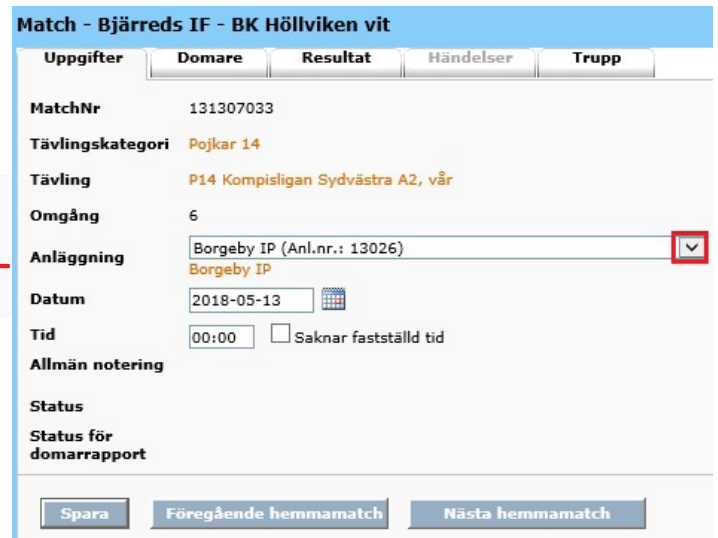 Match - Bjärreds IF - BK Höllviken vit
Uppgifter Domare Resultat Händelser Trupp
MatchNr 131307033
Tävlingskategori Pojkar 14
Tävling P14 Kompisligan Sydvästra A2, vår
Omgång 6
Anläggning Borgeby IP (Anl.nr.: 13026)
Borgeby IP
Datum 2018-05-13
Tid 00:00 Saknar fastställd tid
Allmän notering
Status
Status för
domarrapport
Spara Föregående hemmamatch Nästa hemmamatch